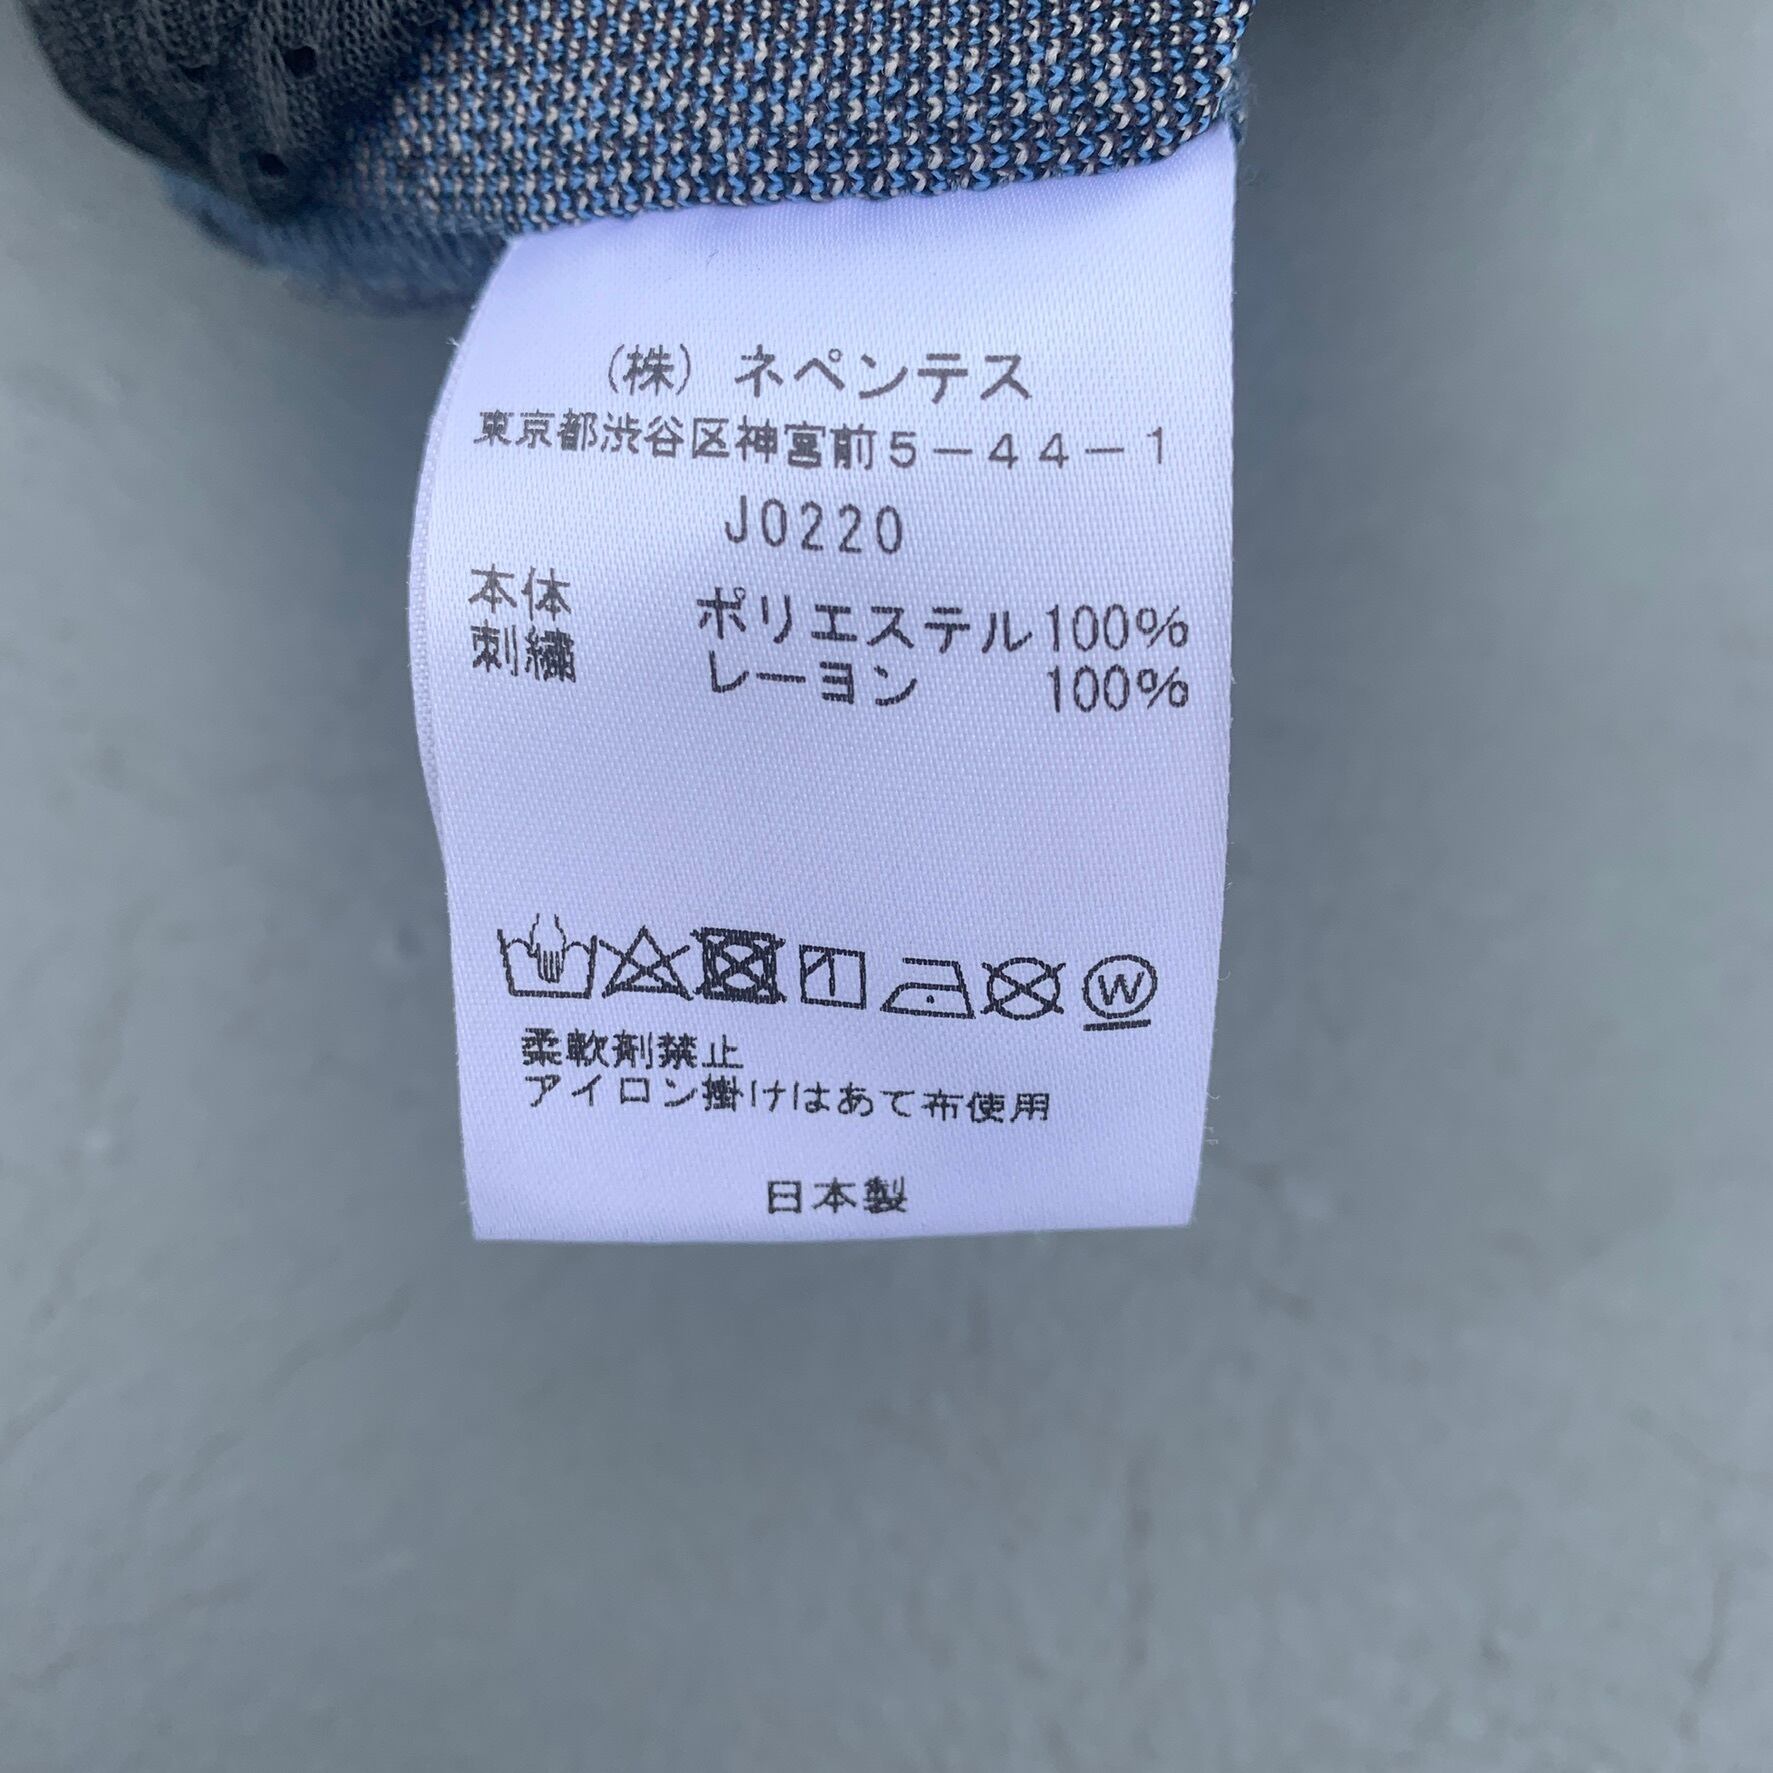 (株) ネペンテス
東京都渋谷区神宮前5-44-1
J0220
本体 ポリエステル100%
刺繍 レーヨン 100%
W
柔軟剤禁止
アイロン掛けはあて布使用
日本製